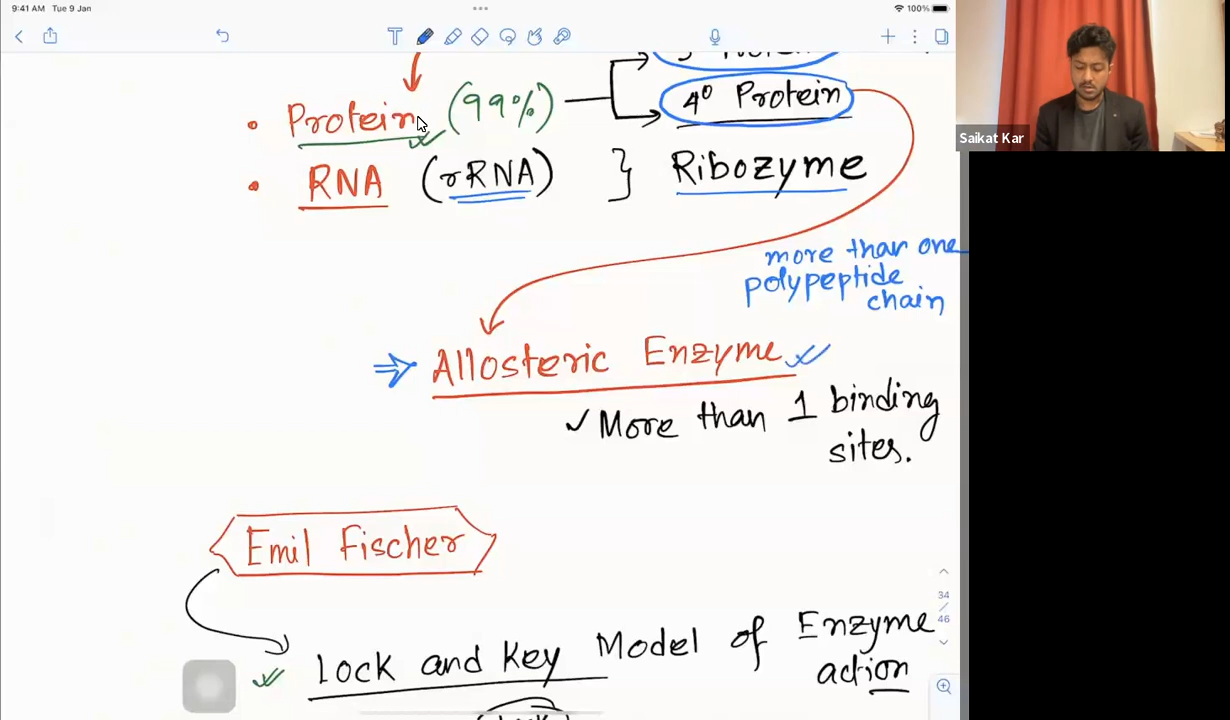 9:41 AM Tue 9 Jan
100%
Protein (99%)
4° Protein
RNA (rRNA) } Ribozyme
more than one
polypeptide
chain
⇒ Allosteric Enzyme
✓ More than 1 binding
sites.
Emil Fischer
Lock and Key Model of Enzyme
action
34
/
46
Saikat Kar